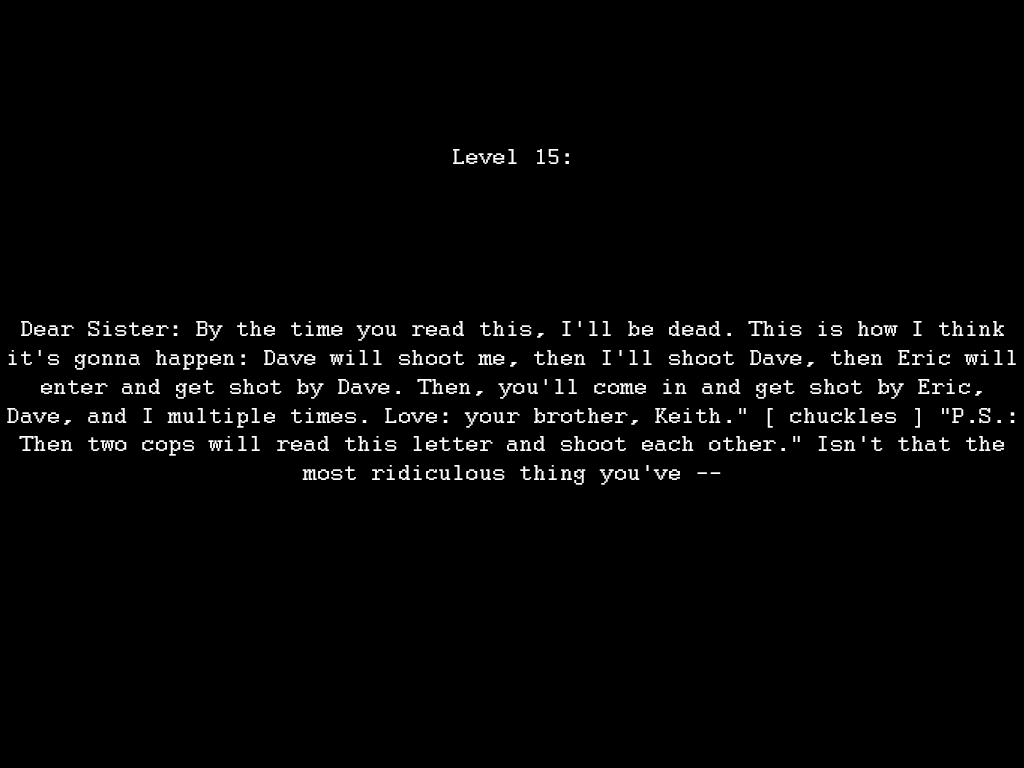 Level 15:
Dear Sister: By the time you read this, I'll be dead. This is how I think
it's gonna happen: Dave will shoot me, then I'll shoot Dave, then Eric will
enter and get shot by Dave. Then, you'll come in and get shot by Eric,
Dave, and I multiple times. Love: your brother, Keith." [ chuckles ] "P.S.:
Then two cops will read this letter and shoot each other." Isn't that the
most ridiculous thing you've --